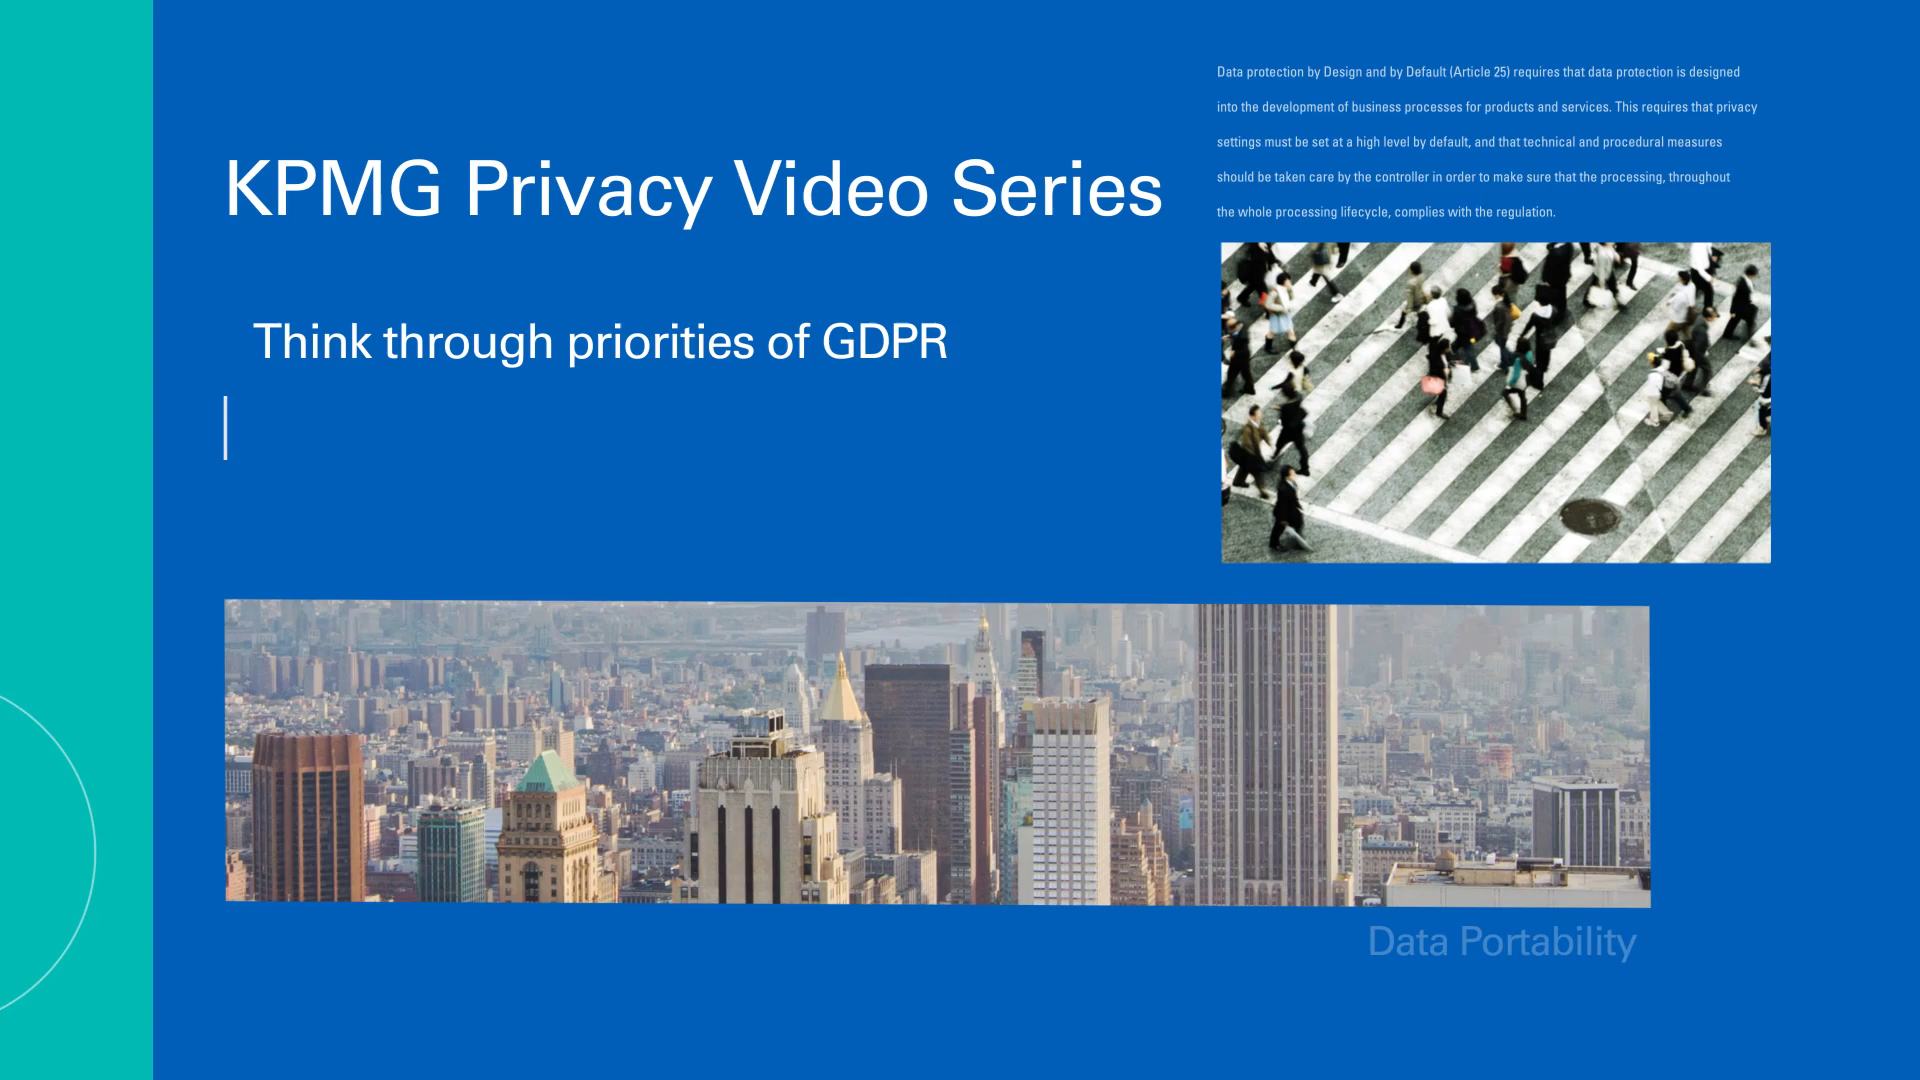 KPMG Privacy Video Series
Think through priorities of GDPR
Data protection by Design and by Default (Article 25) requires that data protection is designed
into the development of business processes for products and services. This requires that privacy
settings must be set at a high level by default, and that technical and procedural measures
should be taken care by the controller in order to make sure that the processing, throughout
the whole processing lifecycle, complies with the regulation.
Data Portability